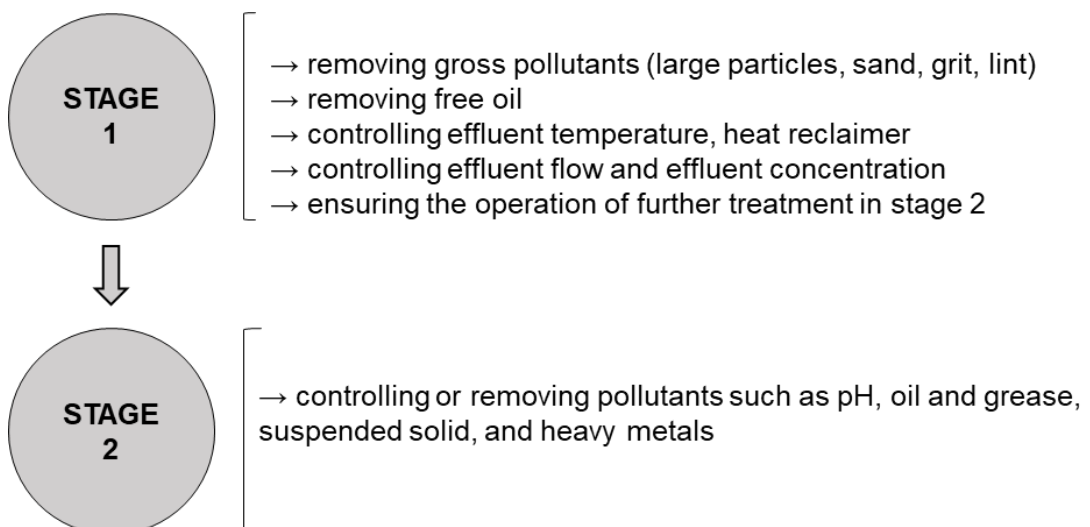 STAGE
1
→ removing gross pollutants (large particles, sand, grit, lint)
→ removing free oil
→ controlling effluent temperature, heat reclaimer
→ controlling effluent flow and effluent concentration
→ ensuring the operation of further treatment in stage 2
STAGE
2
→ controlling or removing pollutants such as pH, oil and grease,
suspended solid, and heavy metals